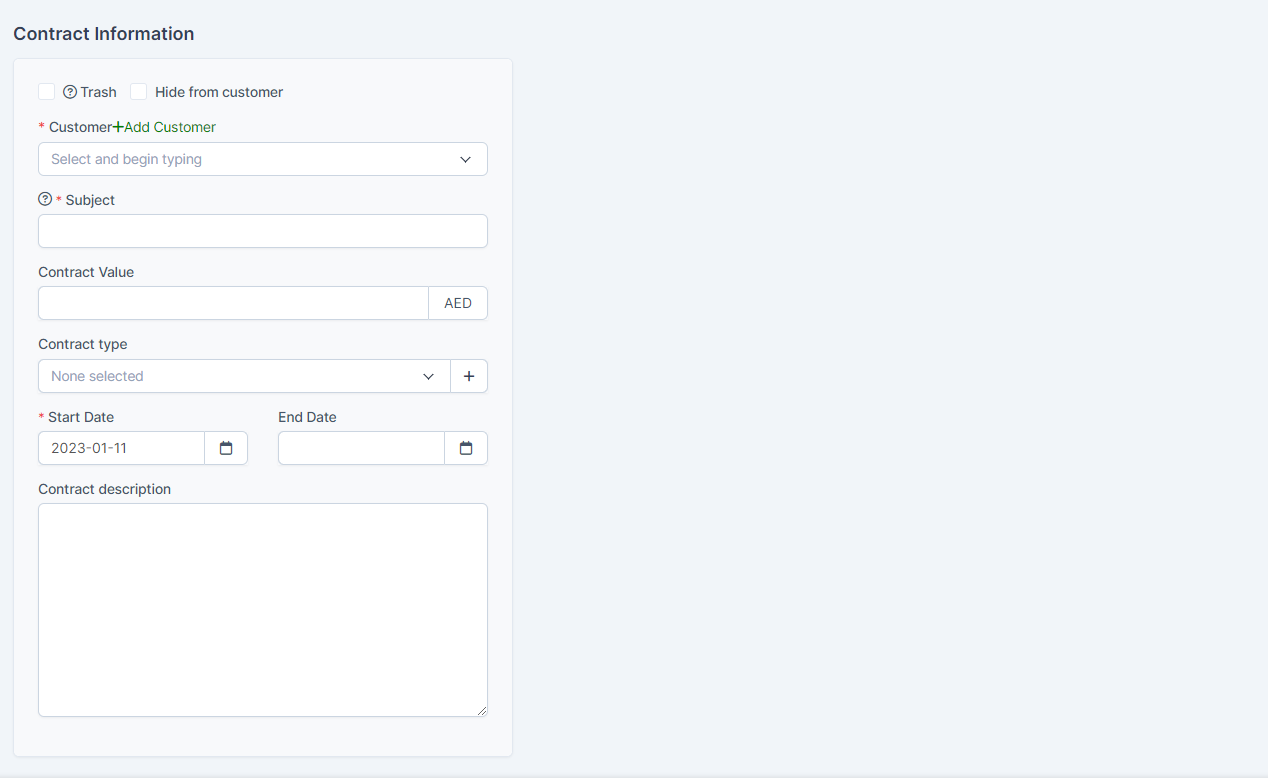 Contract Information
Trash Hide from customer
* Customer+Add Customer
Select and begin typing
* Subject
Contract Value
AED
Contract type
None selected
* Start Date End Date
2023-01-11
Contract description